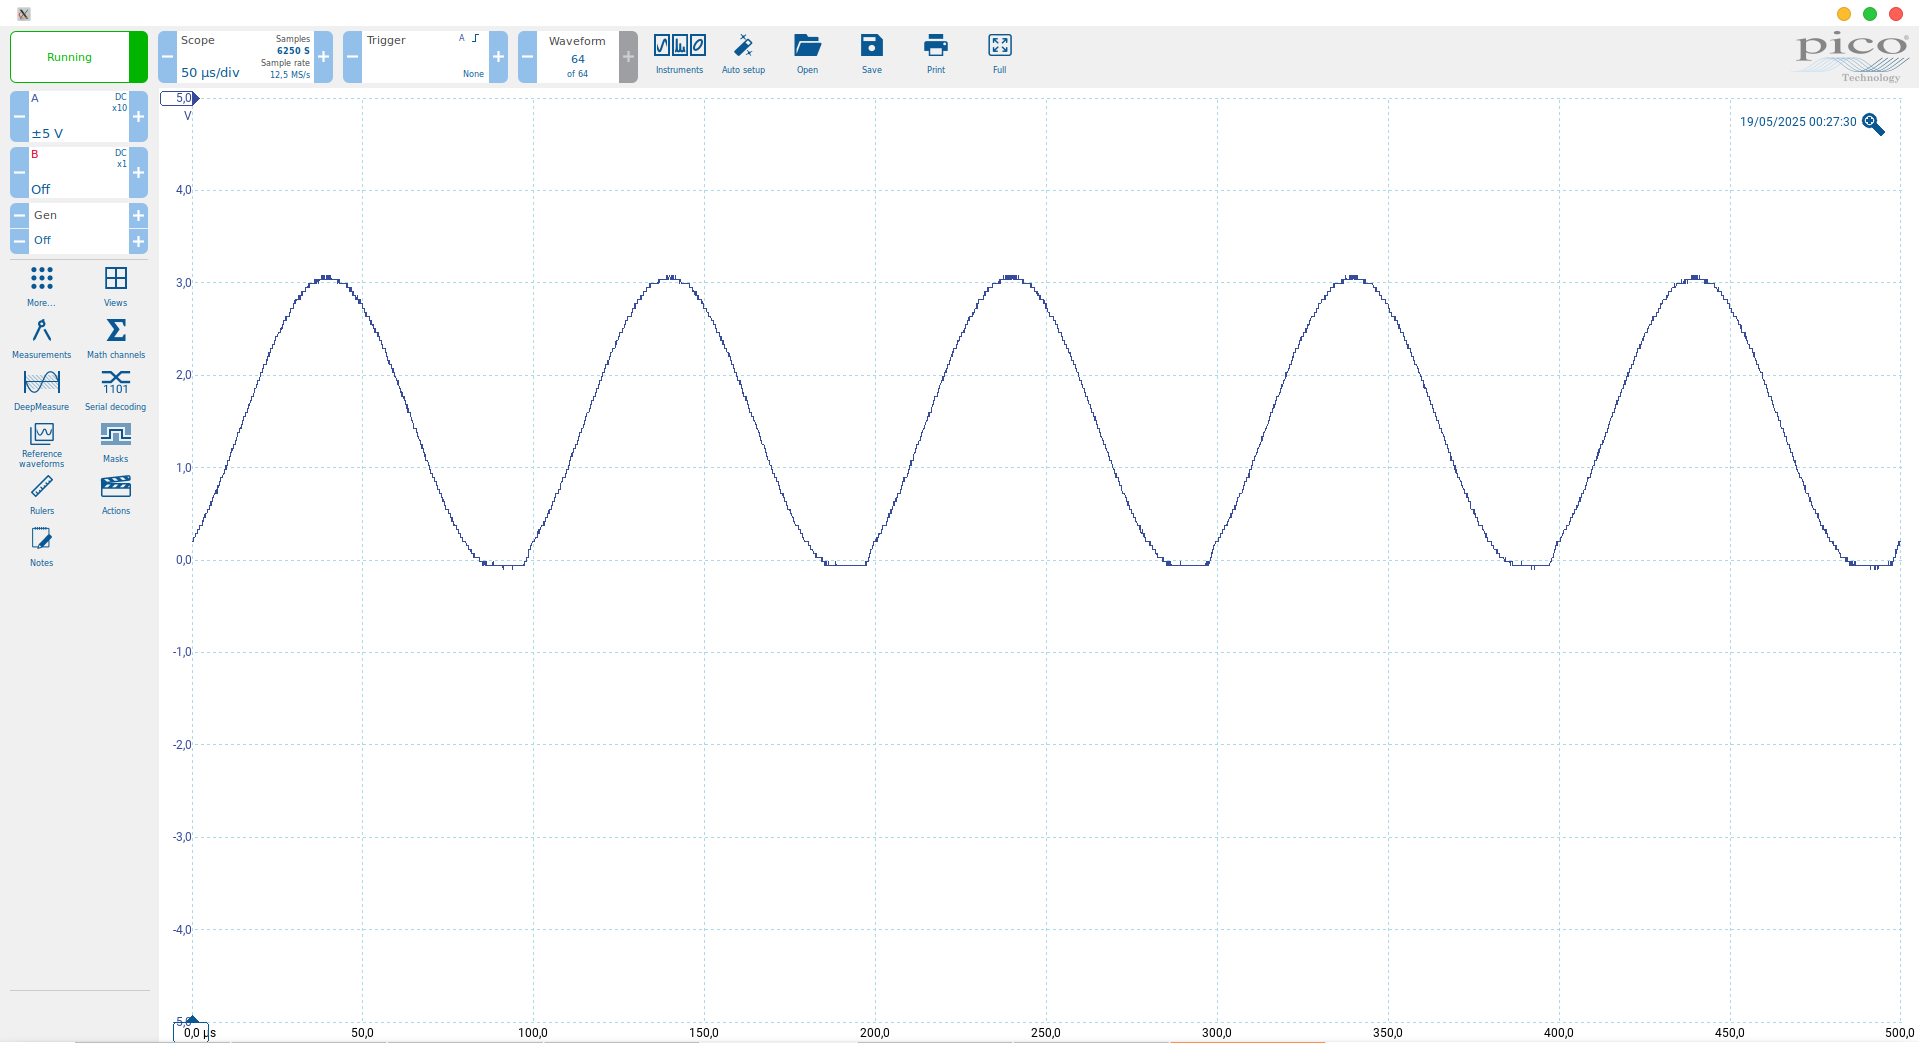 Running
Scope
Samples
6250 S
Sample rate
12,5 MS/s
50 µs/div
Trigger
A
None
Waveform
64
of 64
Instruments
Auto setup
Open
Save
Print
Full
pico
Technology
A
DC
x10
±5 V
B
DC
x1
Off
Gen
Off
More...
Views
Measurements
Math channels
DeepMeasure
1101
Serial decoding
Reference
waveforms
Masks
Rulers
Actions
Notes
5,0
V
19/05/2025 00:27:30
4,0
3,0
2,0
1,0
0,0
-1,0
-2,0
-3,0
-4,0
-5,0
0,0 µs
50,0
100,0
150,0
200,0
250,0
300,0
350,0
400,0
450,0
500,0